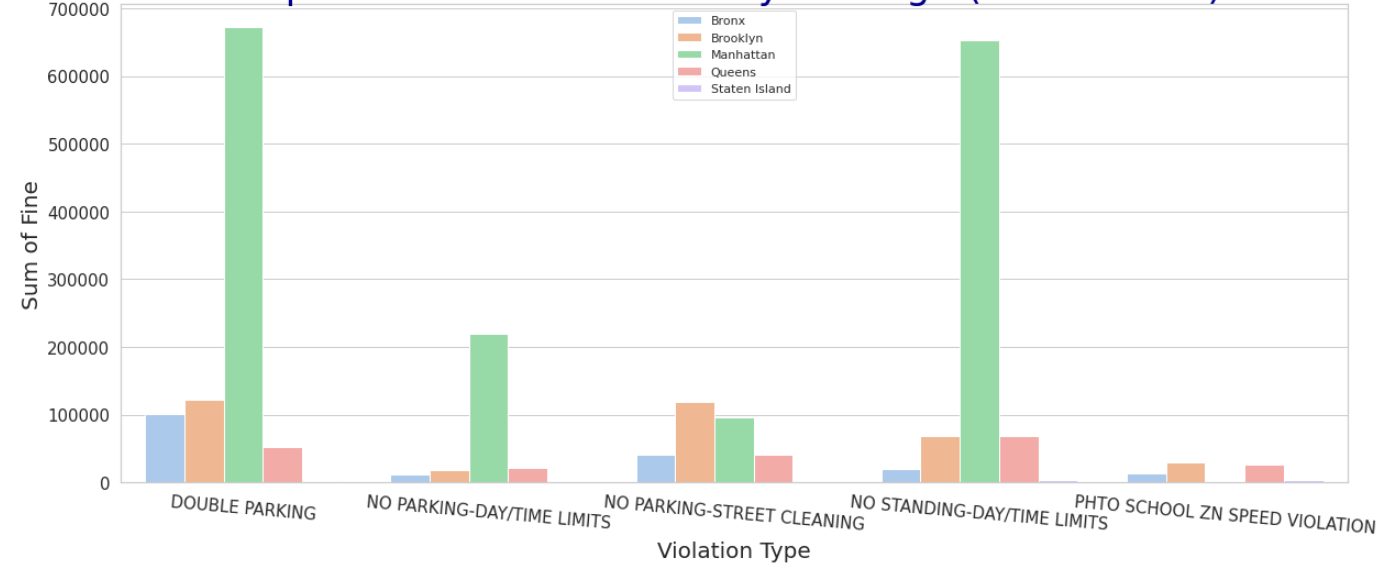 700000
600000
500000
400000
300000
200000
100000
0
Sum of Fine
Bronx
Brooklyn
Manhattan
Queens
Staten Island
DOUBLE PARKING
NO PARKING-DAY/TIME LIMITS
NO PARKING-STREET CLEANING
NO STANDING-DAY/TIME LIMITS
PHTO SCHOOL ZN SPEED VIOLATION
Violation Type